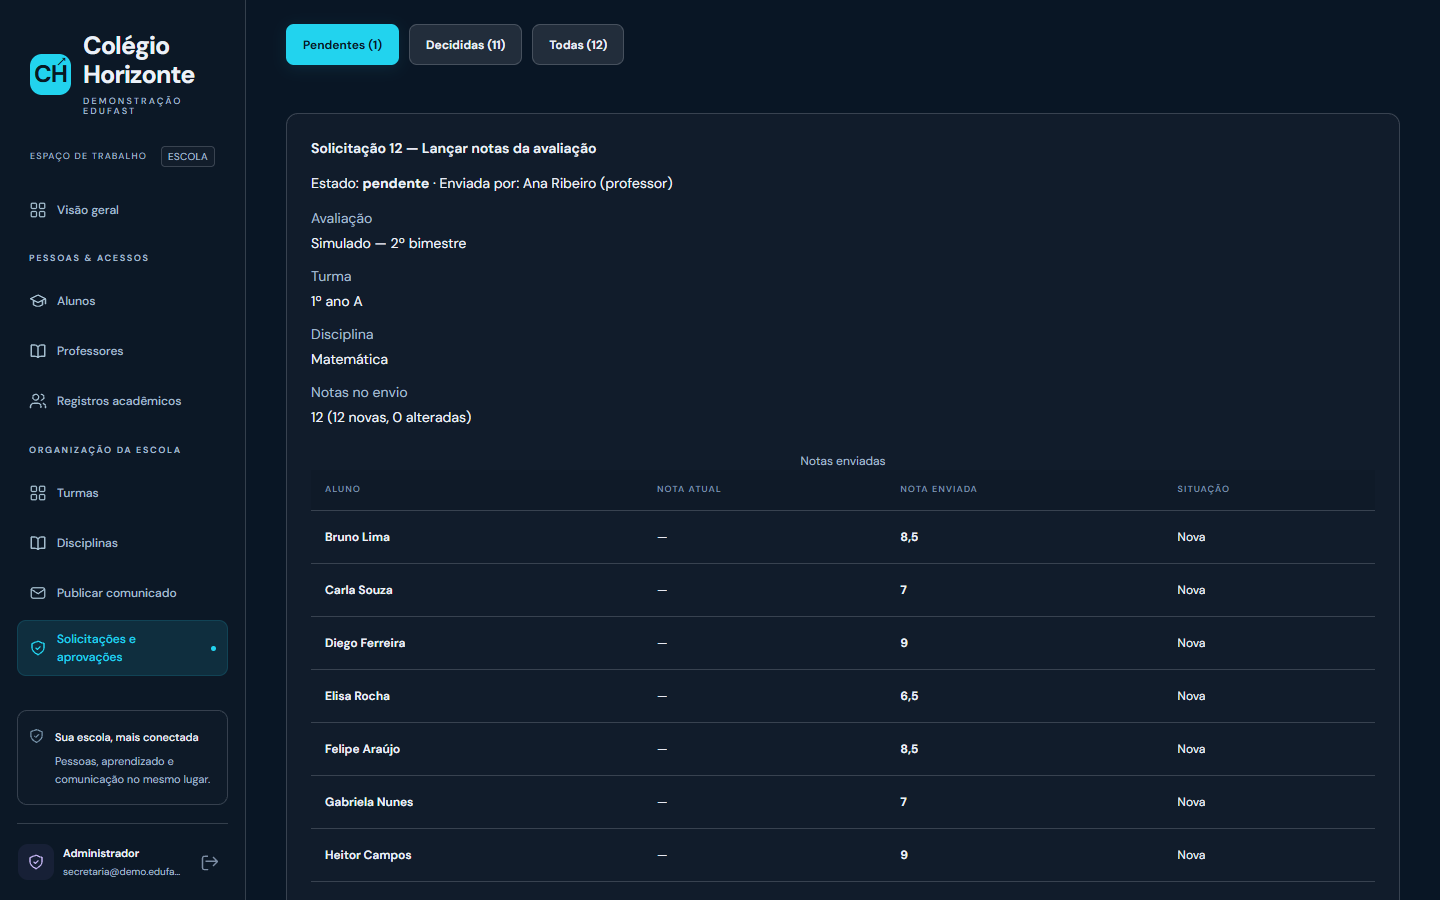 CH
Colégio
Horizonte
DEMONSTRAÇÃO
EDUFAST
ESPAÇO DE TRABALHO ESCOLA
Visão geral
PESSOAS & ACESSOS
Alunos
Professores
Registros acadêmicos
ORGANIZAÇÃO DA ESCOLA
Turmas
Disciplinas
Publicar comunicado
Solicitações e
aprovações
Sua escola, mais conectada
Pessoas, aprendizado e
comunicação no mesmo lugar.
Administrador
secretaria@demo.edufa...
Pendentes (1) Decididas (11) Todas (12)
Solicitação 12 — Lançar notas da avaliação
Estado: pendente · Enviada por: Ana Ribeiro (professor)
Avaliação
Simulado — 2º bimestre
Turma
1º ano A
Disciplina
Matemática
Notas no envio
12 (12 novas, 0 alteradas)
Notas enviadas
ALUNO NOTA ATUAL NOTA ENVIADA SITUAÇÃO
Bruno Lima — 8,5 Nova
Carla Souza — 7 Nova
Diego Ferreira — 9 Nova
Elisa Rocha — 6,5 Nova
Felipe Araújo — 8,5 Nova
Gabriela Nunes — 7 Nova
Heitor Campos — 9 Nova